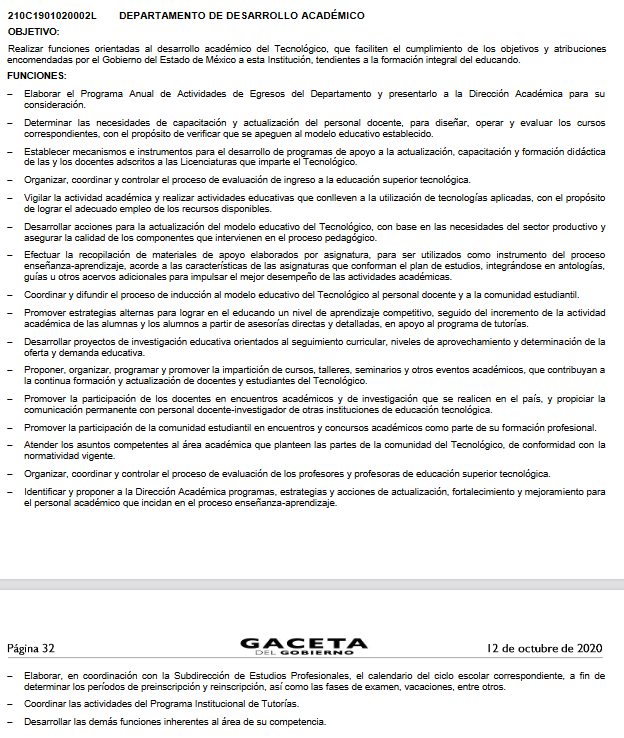 210C1901020002L DEPARTAMENTO DE DESARROLLO ACADÉMICO
OBJETIVO:
Realizar funciones orientadas al desarrollo académico del Tecnológico, que faciliten el cumplimiento de los objetivos y atribuciones
encomendadas por el Gobierno del Estado de México a esta Institución, tendientes a la formación integral del educando.
FUNCIONES:
– Elaborar el Programa Anual de Actividades de Egresos del Departamento y presentarlo a la Dirección Académica para su
consideración.
– Determinar las necesidades de capacitación y actualización del personal docente, para diseñar, operar y evaluar los cursos
correspondientes, con el propósito de verificar que se apeguen al modelo educativo establecido.
– Establecer mecanismos e instrumentos para el desarrollo de programas de apoyo a la actualización, capacitación y formación didáctica
de las y los docentes adscritos a las Licenciaturas que imparte el Tecnológico.
– Organizar, coordinar y controlar el proceso de evaluación de ingreso a la educación superior tecnológica.
– Vigilar la actividad académica y realizar actividades educativas que conlleven a la utilización de tecnologías aplicadas, con el propósito
de lograr el adecuado empleo de los recursos disponibles.
– Desarrollar acciones para la actualización del modelo educativo del Tecnológico, con base en las necesidades del sector productivo y
asegurar la calidad de los componentes que intervienen en el proceso pedagógico.
– Efectuar la recopilación de materiales de apoyo elaborados por asignatura, para ser utilizados como instrumento del proceso
enseñanza-aprendizaje, acorde a las características de las asignaturas que conforman el plan de estudios, integrándose en antologías,
guías u otros acervos adicionales para impulsar el mejor desempeño de las actividades académicas.
– Coordinar y difundir el proceso de inducción al modelo educativo del Tecnológico al personal docente y a la comunidad estudiantil.
– Promover estrategias alternas para lograr en el educando un nivel de aprendizaje competitivo, seguido del incremento de la actividad
académica de las alumnas y los alumnos a partir de asesorías directas y detalladas, en apoyo al programa de tutorías.
– Desarrollar proyectos de investigación educativa orientados al seguimiento curricular, niveles de aprovechamiento y determinación de la
oferta y demanda educativa.
– Proponer, organizar, programar y promover la impartición de cursos, talleres, seminarios y otros eventos académicos, que contribuyan a
la continua formación y actualización de docentes y estudiantes del Tecnológico.
– Promover la participación de los docentes en encuentros académicos y de investigación que se realicen en el país, y propiciar la
comunicación permanente con personal docente-investigador de otras instituciones de educación tecnológica.
– Promover la participación de la comunidad estudiantil en encuentros y concursos académicos como parte de su formación profesional.
– Atender los asuntos competentes al área académica que planteen las partes de la comunidad del Tecnológico, de conformidad con la
normatividad vigente.
– Organizar, coordinar y controlar el proceso de evaluación de los profesores y profesoras de educación superior tecnológica.
– Identificar y proponer a la Dirección Académica programas, estrategias y acciones de actualización, fortalecimiento y mejoramiento para
el personal académico que incidan en el proceso enseñanza-aprendizaje.
Página 32 GACETA 12 de octubre de 2020
DEL GOBIERNO
– Elaborar, en coordinación con la Subdirección de Estudios Profesionales, el calendario del ciclo escolar correspondiente, a fin de
determinar los períodos de preinscripción y reinscripción, así como las fases de examen, vacaciones, entre otros.
– Coordinar las actividades del Programa Institucional de Tutorías.
– Desarrollar las demás funciones inherentes al área de su competencia.